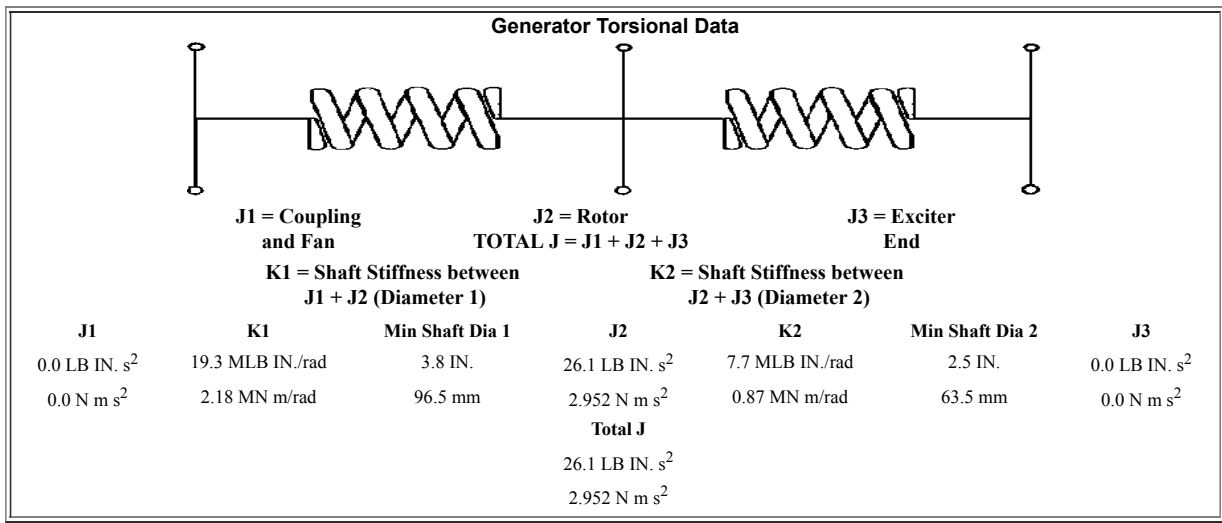 Generator Torsional Data
J1 = Coupling and Fan
J2 = Rotor
TOTAL J = J1 + J2 + J3
J3 = Exciter End
K1 = Shaft Stiffness between
J1 + J2 (Diameter 1)
K2 = Shaft Stiffness between
J2 + J3 (Diameter 2)
J1 K1 Min Shaft Dia 1 J2 K2 Min Shaft Dia 2 J3
0.0 LB IN. s² 19.3 MLB IN./rad 3.8 IN. 26.1 LB IN. s² 7.7 MLB IN./rad 2.5 IN. 0.0 LB IN. s²
0.0 N m s² 2.18 MN m/rad 96.5 mm 2.952 N m s² 0.87 MN m/rad 63.5 mm 0.0 N m s²
Total J
26.1 LB IN. s²
2.952 N m s²